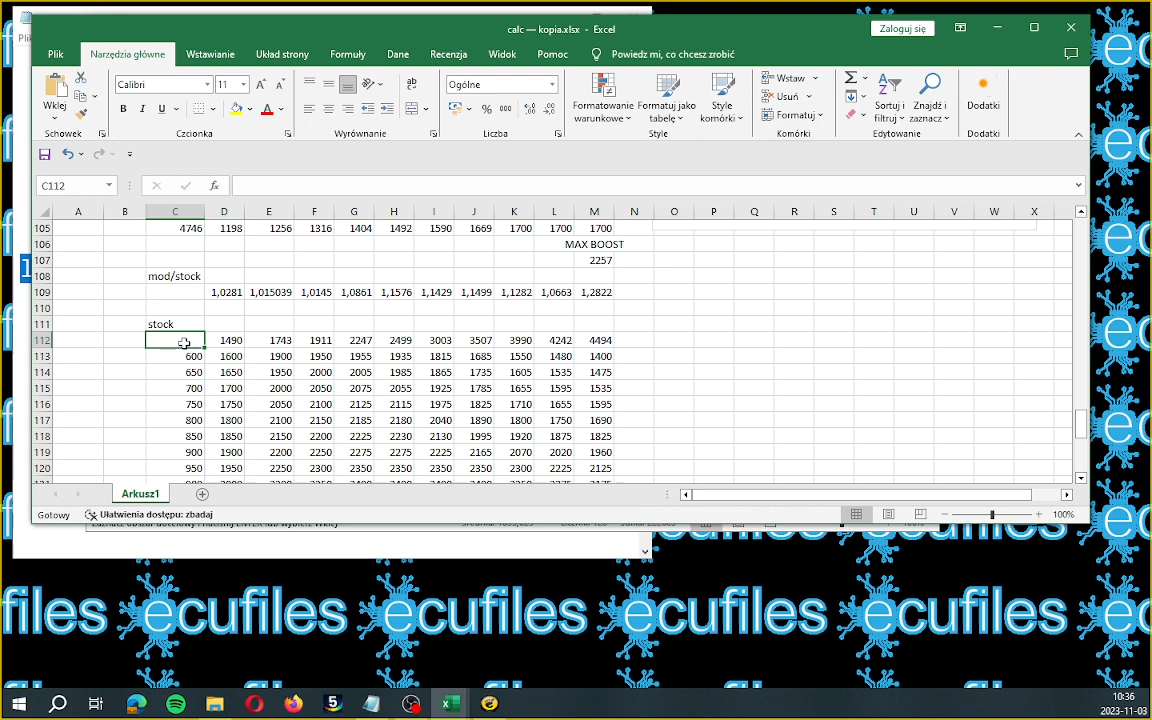 calc — kopia.xlsx - Excel
Zaloguj się
Plik Narzędzia główne Wstawianie Układ strony Formuły Dane Recenzja Widok Pomoc Powiedz mi, co chcesz zrobić
Wklej
Schowek
Calibri 11
B I U
Czcionka
Wyrównanie
Ogólne
% 000
Liczba
Formatowanie warunkowe
Formatuj jako tabelę
Style komórki
Style
Wstaw
Usuń
Formatuj
Komórki
Sortuj i filtruj
Znajdź i zaznacz
Edytowanie
Dodatki
Dodatki
C112 fx
A B C D E F G H I J K L M N O P Q R S T U V W X
105 4746 1198 1256 1316 1404 1492 1590 1669 1700 1700 1700
106 MAX BOOST
107 2257
108 mod/stock
109 1,0281 1,015039 1,0145 1,0861 1,1576 1,1429 1,1499 1,1282 1,0663 1,2822
110
111 stock
112 1490 1743 1911 2247 2499 3003 3507 3990 4242 4494
113 600 1600 1900 1950 1955 1935 1815 1685 1550 1480 1400
114 650 1650 1950 2000 2005 1985 1865 1735 1605 1535 1475
115 700 1700 2000 2050 2075 2055 1925 1785 1655 1595 1535
116 750 1750 2050 2100 2125 2115 1975 1825 1710 1655 1595
117 800 1800 2100 2150 2185 2180 2040 1890 1800 1750 1690
118 850 1850 2150 2200 2225 2230 2130 1995 1920 1875 1825
119 900 1900 2200 2250 2275 2275 2225 2165 2070 2020 1960
120 950 1950 2250 2300 2350 2350 2350 2350 2300 2225 2125
Arkusz1
Gotowy Ułatwienia dostępu: zbadaj 100%
ecufiles ecufiles
10:36
2023-11-03